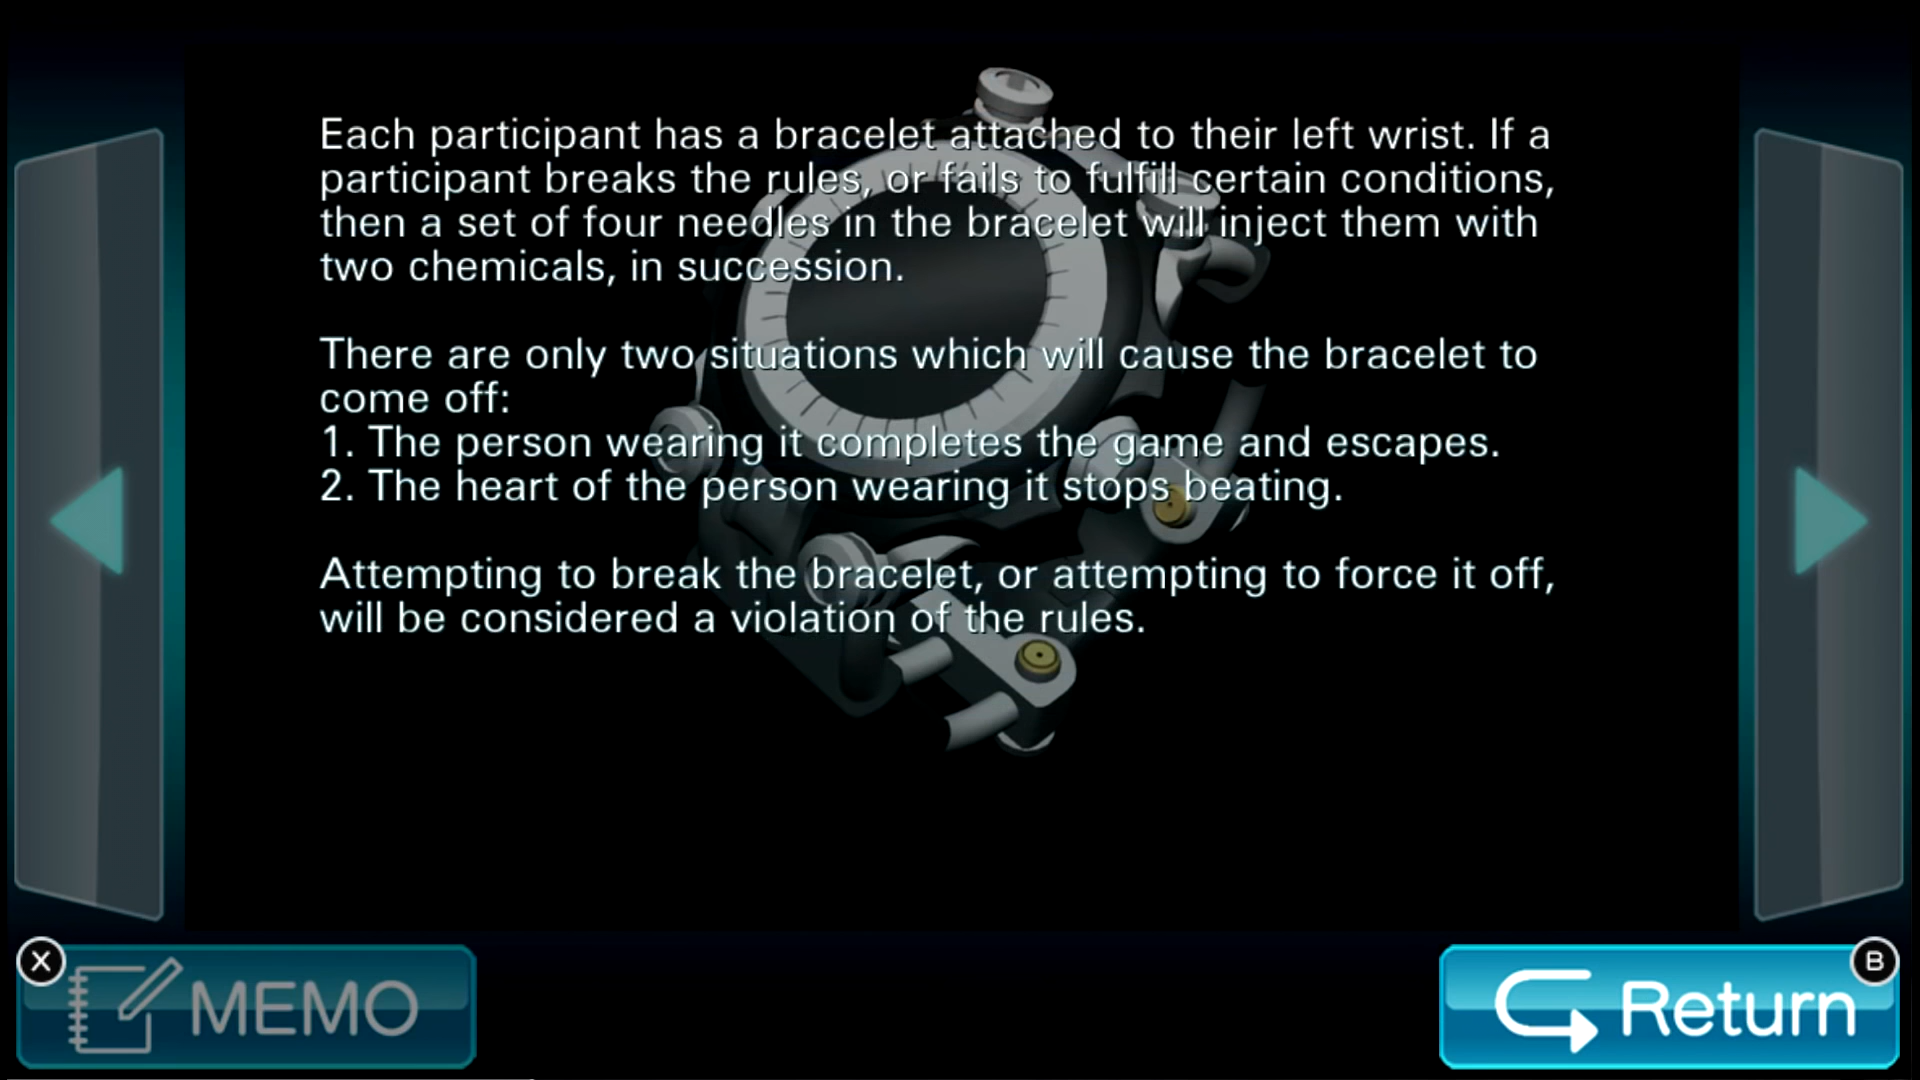 Each participant has a bracelet attached to their left wrist. If a
participant breaks the rules, or fails to fulfill certain conditions,
then a set of four needles in the bracelet will inject them with
two chemicals, in succession.
There are only two situations which will cause the bracelet to
come off:
1. The person wearing it completes the game and escapes.
2. The heart of the person wearing it stops beating.
Attempting to break the bracelet, or attempting to force it off,
will be considered a violation of the rules.
X
MEMO
B
Return